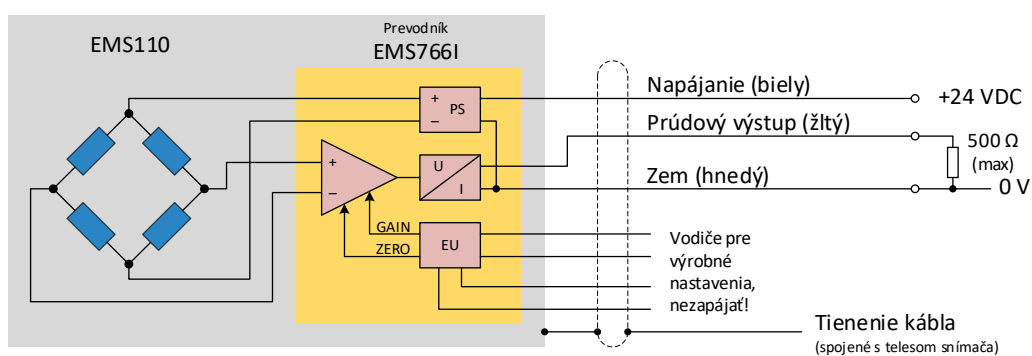 EMS110
Prevodník
EMS766I
+
−
PS
+
−
U
I
GAIN
ZERO
EU
Napájanie (biely)
+24 VDC
Prúdový výstup (žltý)
500 Ω
(max)
Zem (hnedý)
0 V
Vodiče pre
výrobné
nastavenia,
nezapájať!
Tienenie kábla
(spojené s telesom snímača)